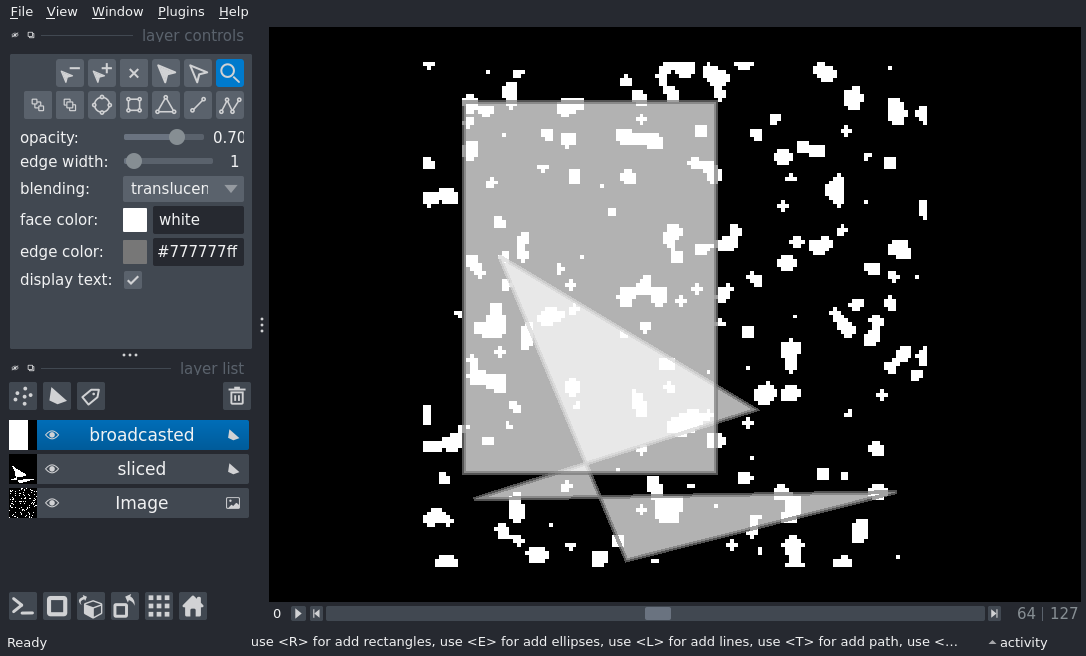 File View Window Plugins Help
layer controls
opacity: 0.70
edge width: 1
blending: translucen
face color: white
edge color: #777777ff
display text:
layer list
broadcasted
sliced
Image
0 64 127
Ready use <R> for add rectangles, use <E> for add ellipses, use <L> for add lines, use <T> for add path, use <... activity